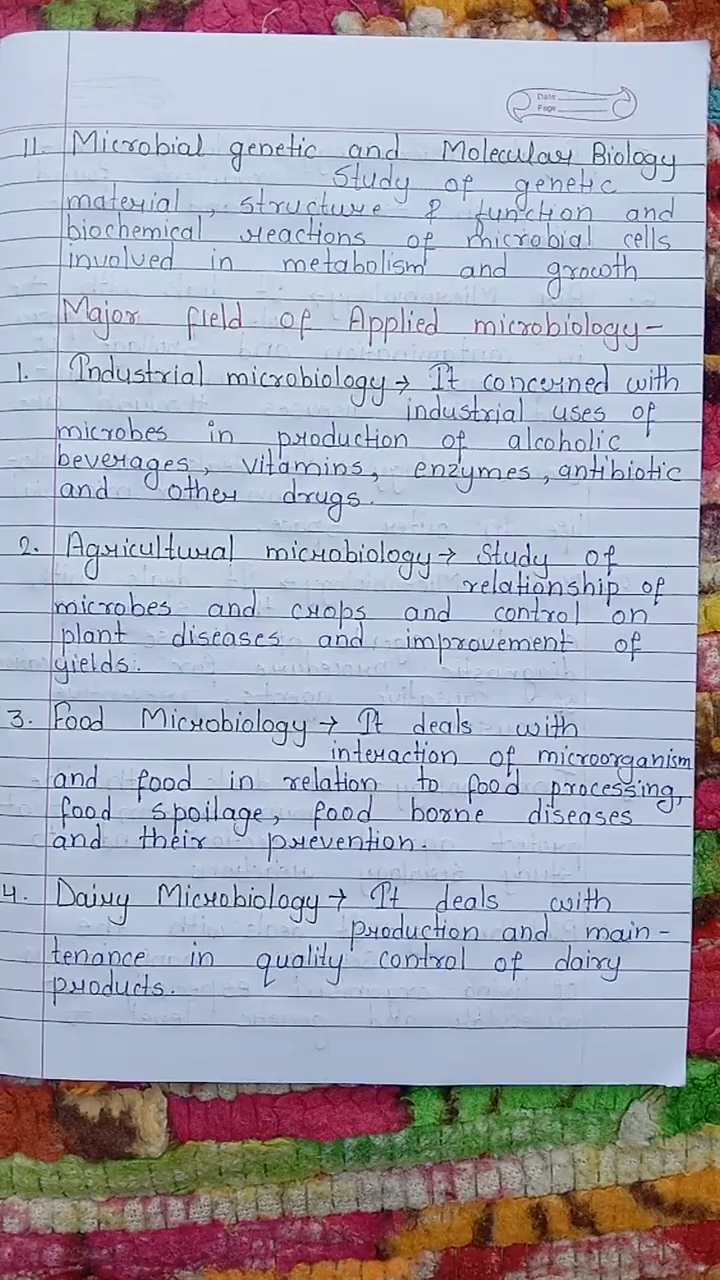 Date
Page
11. Microbial genetic and Molecular Biology
Study of genetic
material, structure & function and
biochemical reactions of microbial cells
involved in metabolism and growth
Major field of Applied microbiology-
1. Industrial microbiology → It concerned with
industrial uses of
microbes in production of alcoholic
beverages, vitamins, enzymes, antibiotic
and other drugs.
2. Agricultural microbiology → Study of
relationship of
microbes and crops and control on
plant diseases and improvement of
yields.
3. Food Microbiology → It deals with
interaction of microorganism
and food in relation to food processing,
food spoilage, food borne diseases
and their prevention.
4. Dairy Microbiology → It deals with
production and main-
tenance in quality control of dairy
products.